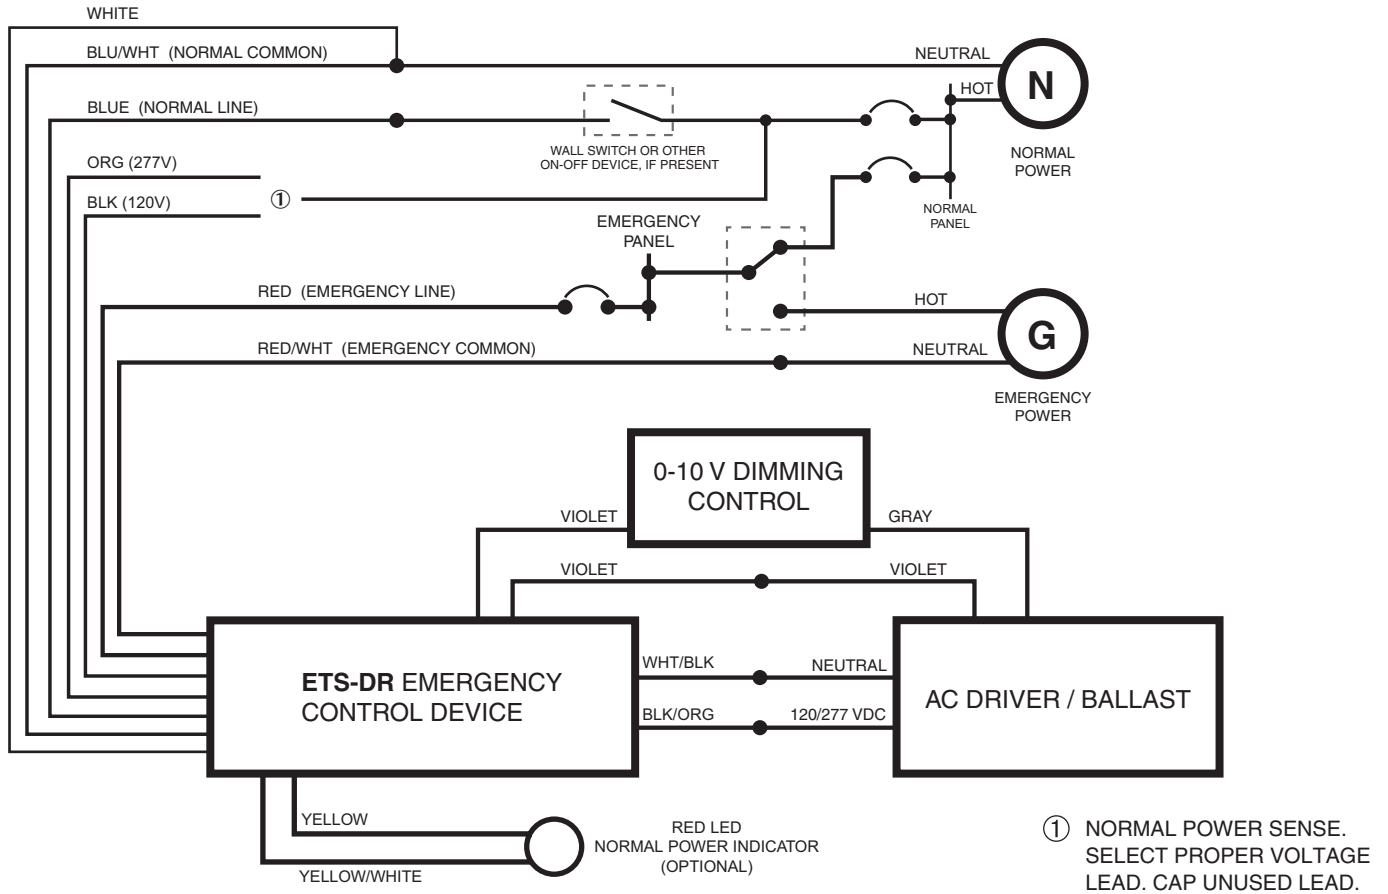 WHITE
BLU/WHT (NORMAL COMMON)
NEUTRAL
N
HOT
BLUE (NORMAL LINE)
WALL SWITCH OR OTHER
ON-OFF DEVICE, IF PRESENT
NORMAL
POWER
ORG (277V)
BLK (120V)
①
NORMAL
PANEL
EMERGENCY
PANEL
RED (EMERGENCY LINE)
HOT
G
RED/WHT (EMERGENCY COMMON)
NEUTRAL
EMERGENCY
POWER
0-10 V DIMMING
CONTROL
VIOLET
GRAY
VIOLET
VIOLET
ETS-DR EMERGENCY
CONTROL DEVICE
WHT/BLK
NEUTRAL
BLK/ORG
120/277 VDC
AC DRIVER / BALLAST
YELLOW
YELLOW/WHITE
RED LED
NORMAL POWER INDICATOR
(OPTIONAL)
① NORMAL POWER SENSE.
SELECT PROPER VOLTAGE
LEAD. CAP UNUSED LEAD.